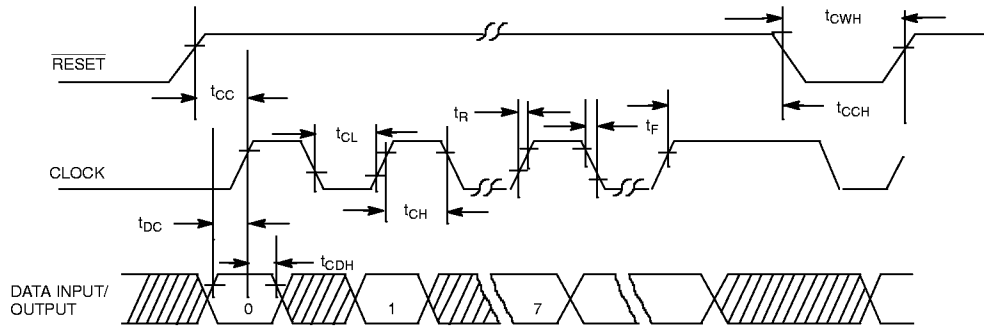 t_CWH
RESET
t_CC
t_CCH
t_R
t_F
t_CL
CLOCK
t_CH
t_DC
t_CDH
DATA INPUT/
OUTPUT
0
1
7